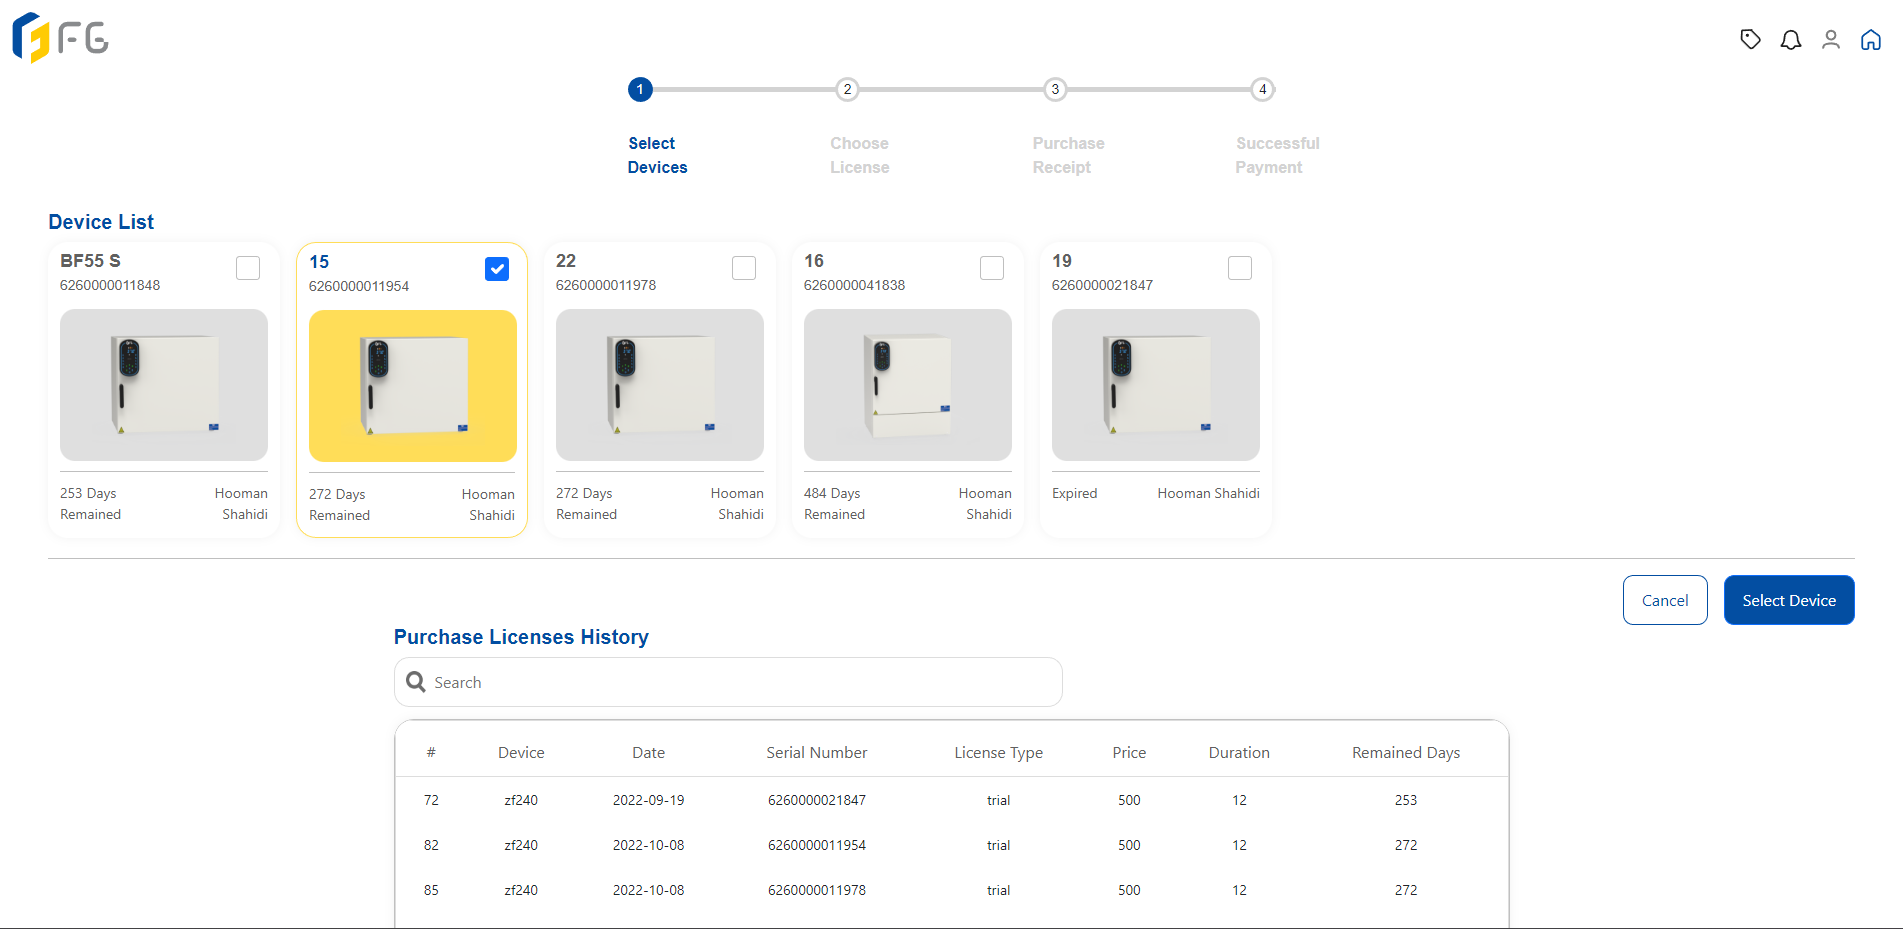 FG
1
2
3
4
Select
Devices
Choose
License
Purchase
Receipt
Successful
Payment
Device List
BF55 S
6260000011848
253 Days
Remained
Hooman
Shahidi
15
6260000011954
272 Days
Remained
Hooman
Shahidi
22
6260000011978
272 Days
Remained
Hooman
Shahidi
16
6260000041838
484 Days
Remained
Hooman
Shahidi
19
6260000021847
Expired
Hooman Shahidi
Cancel
Select Device
Purchase Licenses History
Search
# Device Date Serial Number License Type Price Duration Remained Days
72 zf240 2022-09-19 6260000021847 trial 500 12 253
82 zf240 2022-10-08 6260000011954 trial 500 12 272
85 zf240 2022-10-08 6260000011978 trial 500 12 272